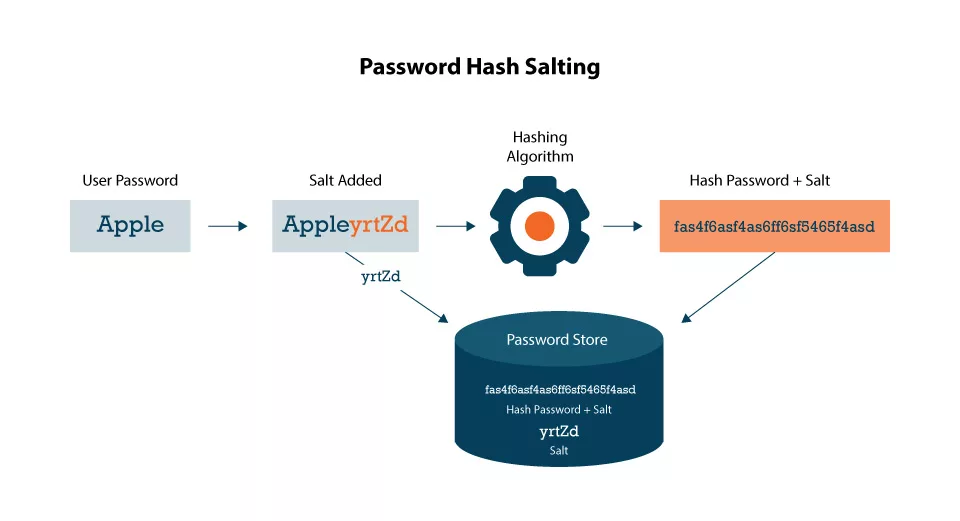 Password Hash Salting
Hashing
Algorithm
User Password
Salt Added
Hash Password + Salt
Apple
AppleyrtZd
fas4f6asf4as6ff6sf5465f4asd
yrtZd
Password Store
fas4f6asf4as6ff6sf5465f4asd
Hash Password + Salt
yrtZd
Salt